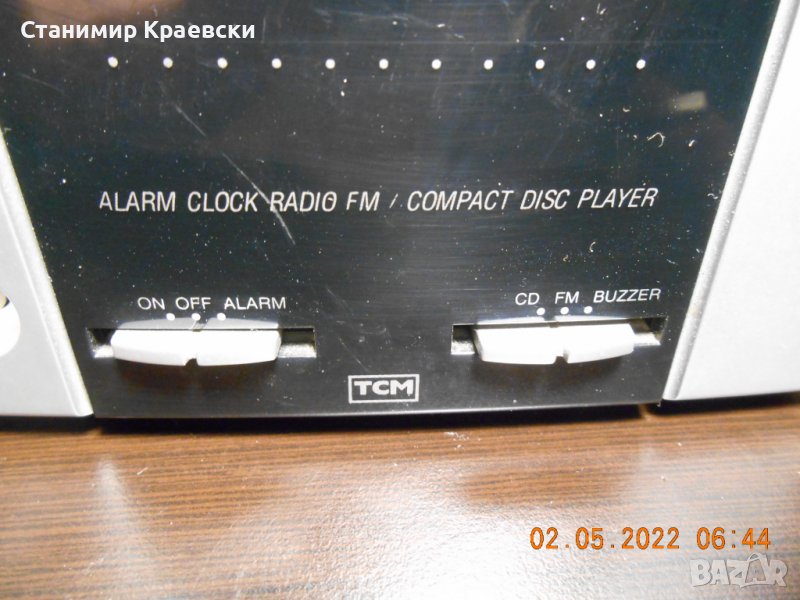 Станимир Краевски
ALARM CLOCK RADIO FM / COMPACT DISC PLAYER
ON OFF ALARM
CD FM BUZZER
TCM
02.05.2022 06:44
BAZAR